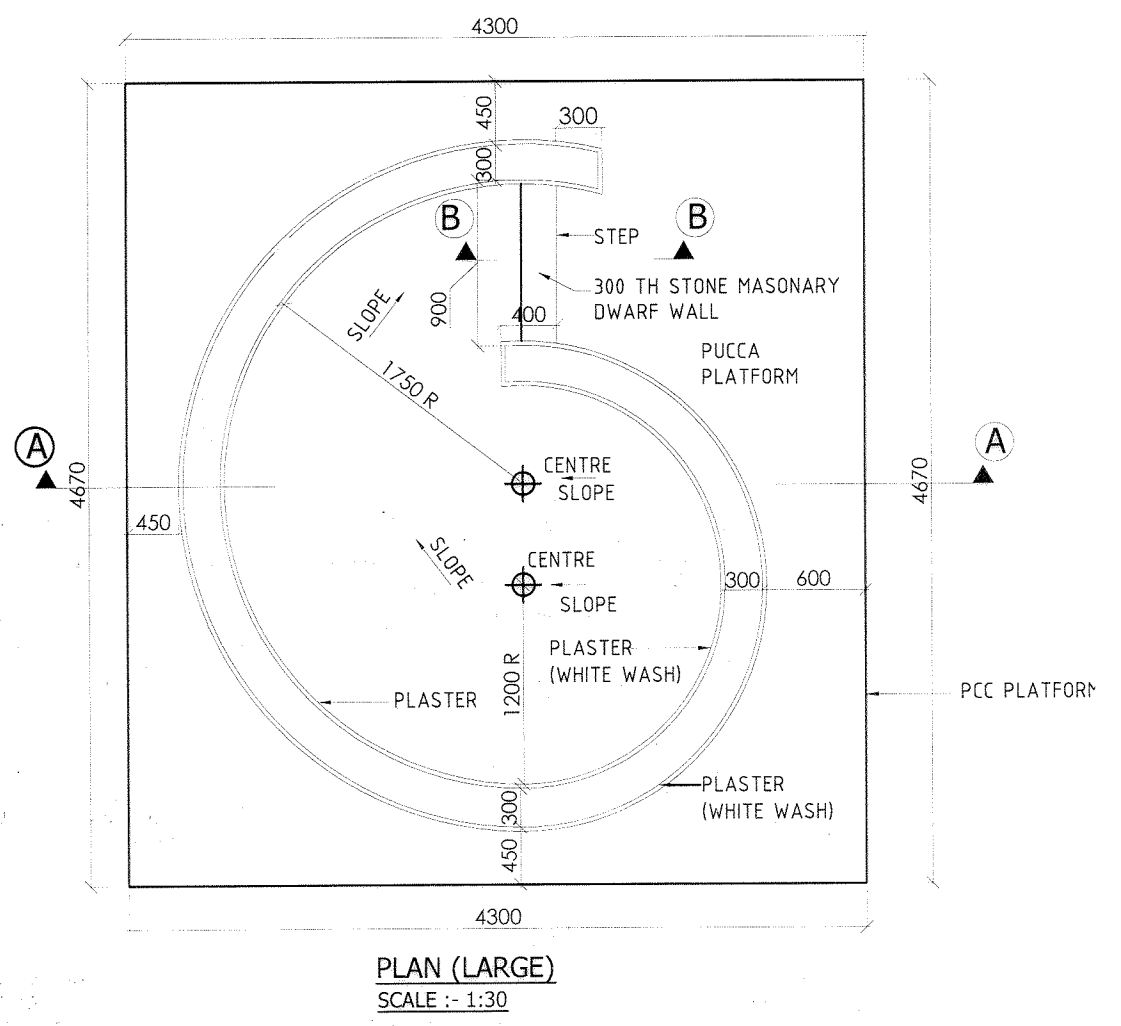 4300
450
300
300
B
B
STEP
300 TH STONE MASONARY
DWARF WALL
900
400
SLOPE
PUCCA
PLATFORM
1750 R
A
A
CENTRE
SLOPE
4670
4670
450
SLOPE
CENTRE
SLOPE
300
600
PLASTER
(WHITE WASH)
1200 R
PLASTER
PCC PLATFORM
PLASTER
(WHITE WASH)
300
450
4300
PLAN (LARGE)
SCALE :- 1:30